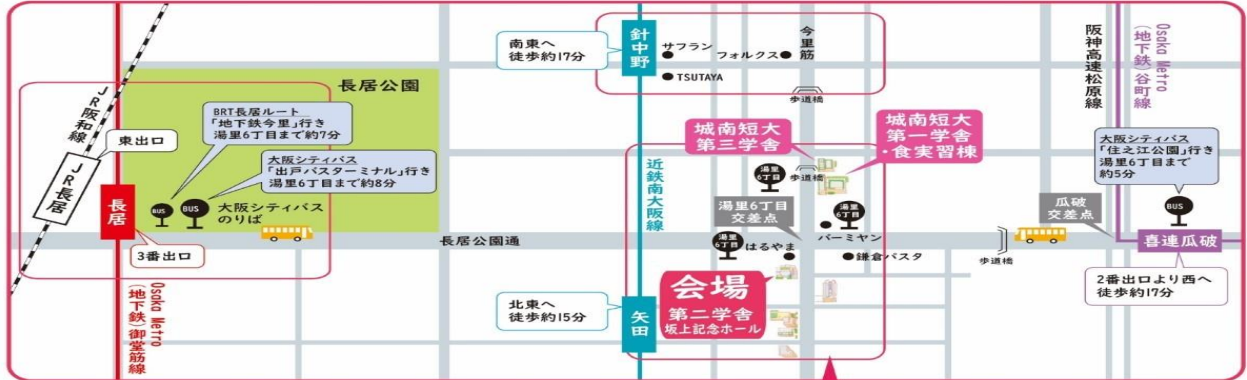 JR阪和線
JR長居
東出口
長居
3番出口
Osaka Metro
(地下鉄)御堂筋線
長居公園
BRT長居ルート
「地下鉄今里」行き
湯里6丁目まで約7分
大阪シティバス
「出戸バスターミナル」行き
湯里6丁目まで約8分
BUS
BUS
大阪シティバス
のりば
長居公園通
南東へ
徒歩約17分
針中野
サフラン
フォルクス
TSUTAYA
今里筋
歩道橋
近鉄南大阪線
城南短大
第三学舎
城南短大
第一学舎
・食実習棟
湯里
6丁目
歩道橋
湯里6丁目
交差点
湯里
6丁目
バーミヤン
湯里
6丁目
はるやま
鎌倉パスタ
会場
第二学舎
坂上記念ホール
北東へ
徒歩約15分
矢田
歩道橋
瓜破
交差点
阪神高速松原線
Osaka Metro
(地下鉄)谷町線
大阪シティバス
「住之江公園」行き
湯里6丁目まで
約5分
BUS
喜連瓜破
2番出口より西へ
徒歩約17分